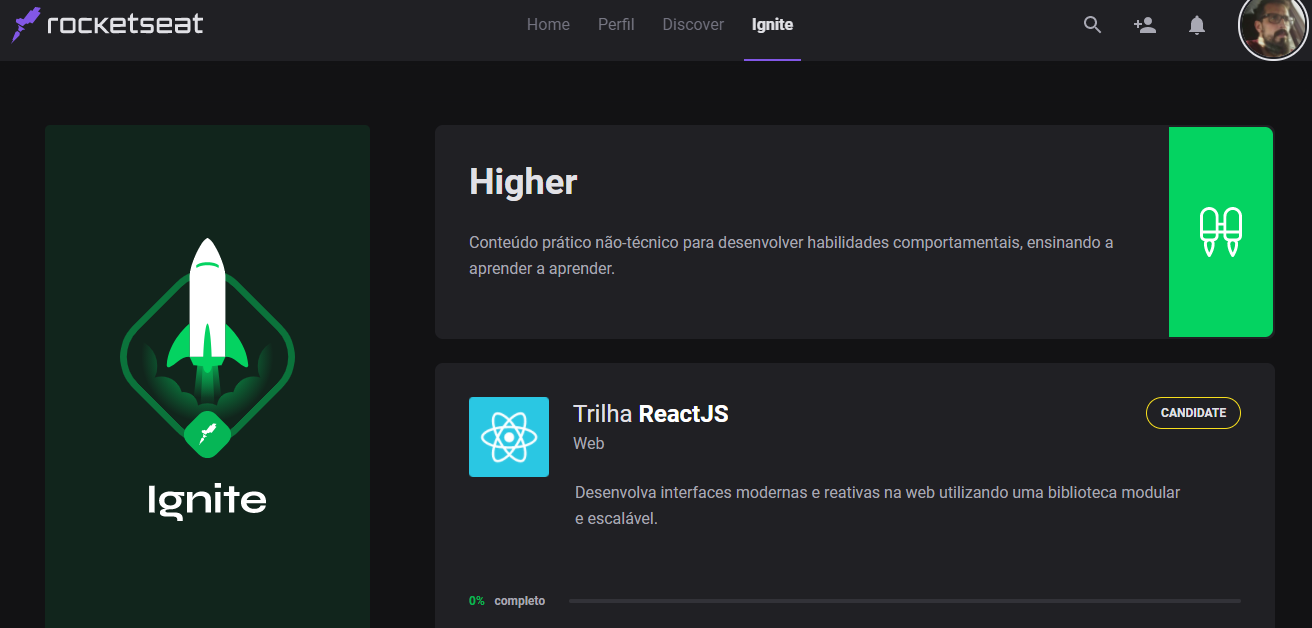 rocketseat
Home
Perfil
Discover
Ignite
Ignite
Higher
Conteúdo prático não-técnico para desenvolver habilidades comportamentais, ensinando a
aprender a aprender.
Trilha ReactJS
CANDIDATE
Web
Desenvolva interfaces modernas e reativas na web utilizando uma biblioteca modular
e escalável.
0% completo